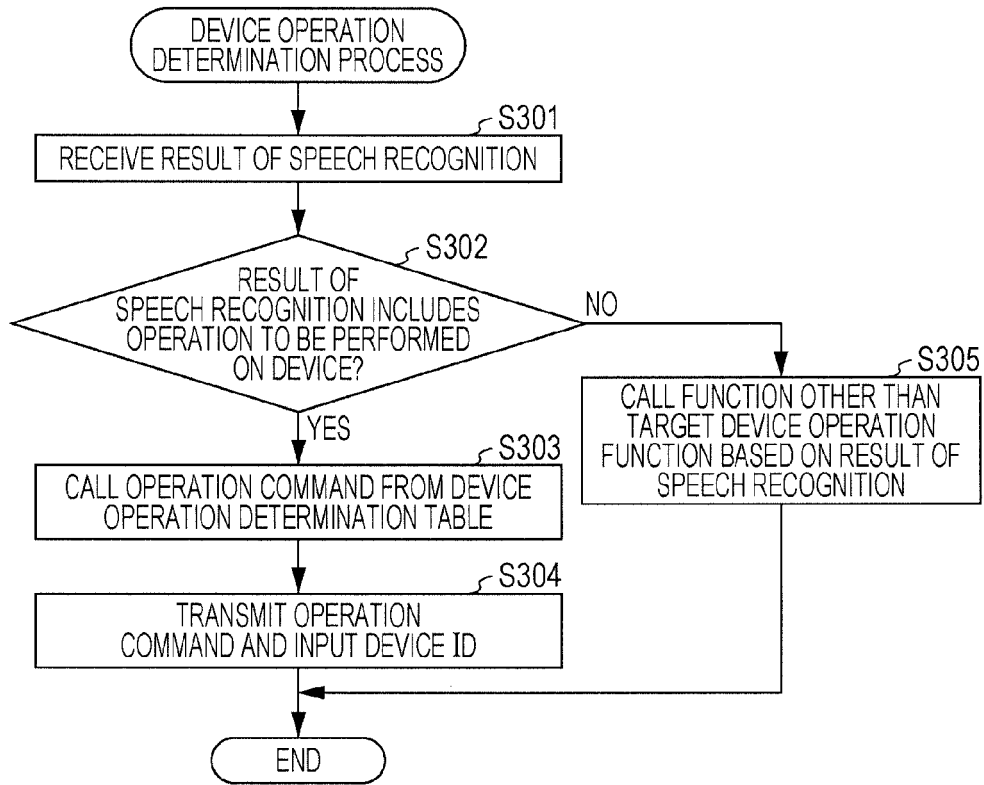 DEVICE OPERATION
DETERMINATION PROCESS
S301
RECEIVE RESULT OF SPEECH RECOGNITION
S302
RESULT OF
SPEECH RECOGNITION INCLUDES
OPERATION TO BE PERFORMED
ON DEVICE?
NO
YES
S303
CALL OPERATION COMMAND FROM DEVICE
OPERATION DETERMINATION TABLE
S304
TRANSMIT OPERATION
COMMAND AND INPUT DEVICE ID
S305
CALL FUNCTION OTHER THAN
TARGET DEVICE OPERATION
FUNCTION BASED ON RESULT OF
SPEECH RECOGNITION
END